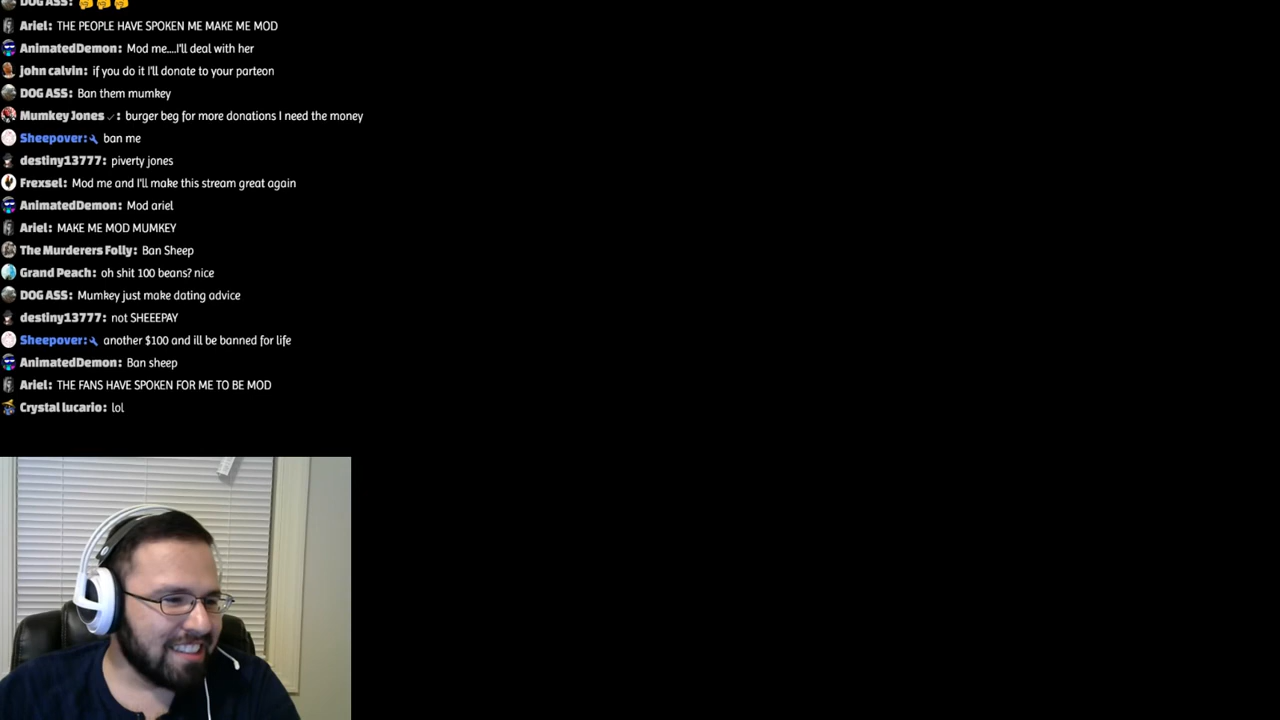 DOG ASS:
Ariel: THE PEOPLE HAVE SPOKEN ME MAKE ME MOD
AnimatedDemon: Mod me....I'll deal with her
john calvin: if you do it I'll donate to your parteon
DOG ASS: Ban them mumkey
Mumkey Jones ✓: burger beg for more donations I need the money
Sheepover: ban me
destiny13777: piverty jones
Frexsel: Mod me and I'll make this stream great again
AnimatedDemon: Mod ariel
Ariel: MAKE ME MOD MUMKEY
The Murderers Folly: Ban Sheep
Grand Peach: oh shit 100 beans? nice
DOG ASS: Mumkey just make dating advice
destiny13777: not SHEEEPAY
Sheepover: another $100 and ill be banned for life
AnimatedDemon: Ban sheep
Ariel: THE FANS HAVE SPOKEN FOR ME TO BE MOD
Crystal lucario: lol